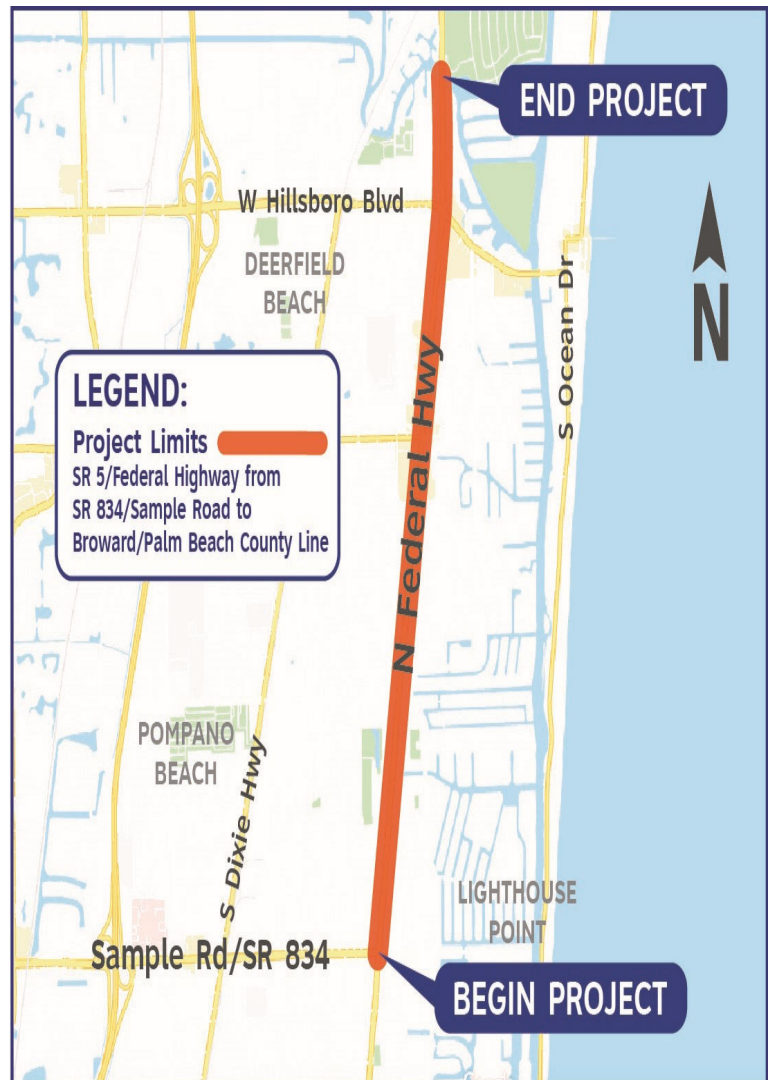 END PROJECT
W Hillsboro Blvd
DEERFIELD
BEACH
S Ocean Dr
N
LEGEND:
Project Limits
SR 5/Federal Highway from
SR 834/Sample Road to
Broward/Palm Beach County Line
N Federal Hwy
POMPANO
BEACH
S Dixie Hwy
LIGHTHOUSE
POINT
Sample Rd/SR 834
BEGIN PROJECT